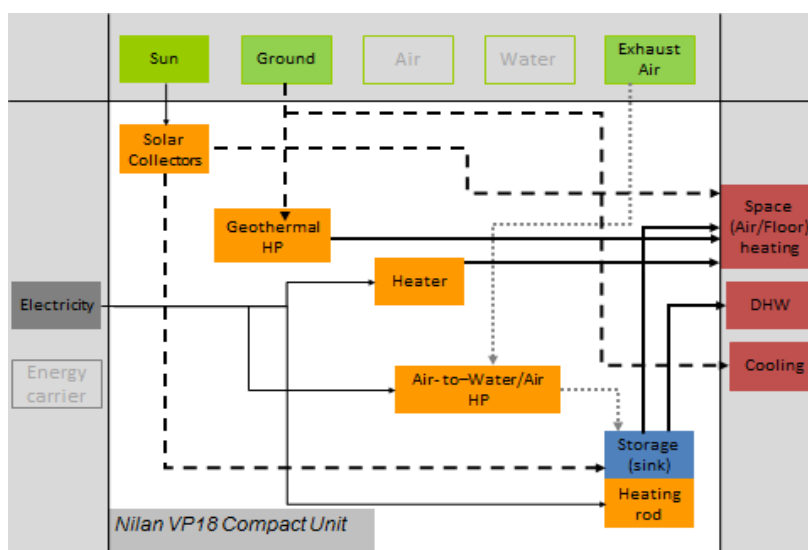 Sun
Ground
Air
Water
Exhaust
Air
Solar
Collectors
Geothermal
HP
Space
(Air/Floor)
heating
Heater
Electricity
DHW
Energy
carrier
Air-to-Water/Air
HP
Cooling
Storage
(sink)
Heating
rod
Nilan VP18 Compact Unit